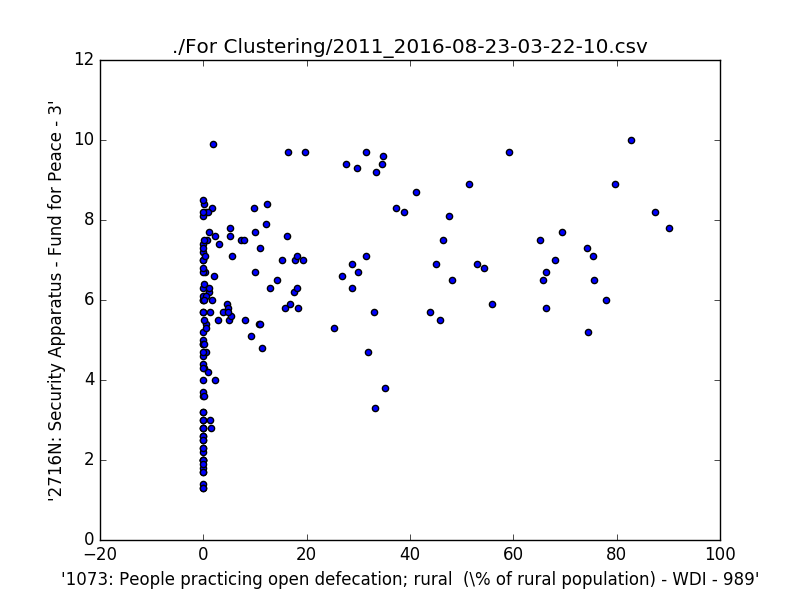 ./For Clustering/2011_2016-08-23-03-22-10.csv
12
10
8
6
4
2
0
'2716N: Security Apparatus - Fund for Peace - 3'
−20 0 20 40 60 80 100
'1073: People practicing open defecation; rural  (\% of rural population) - WDI - 989'